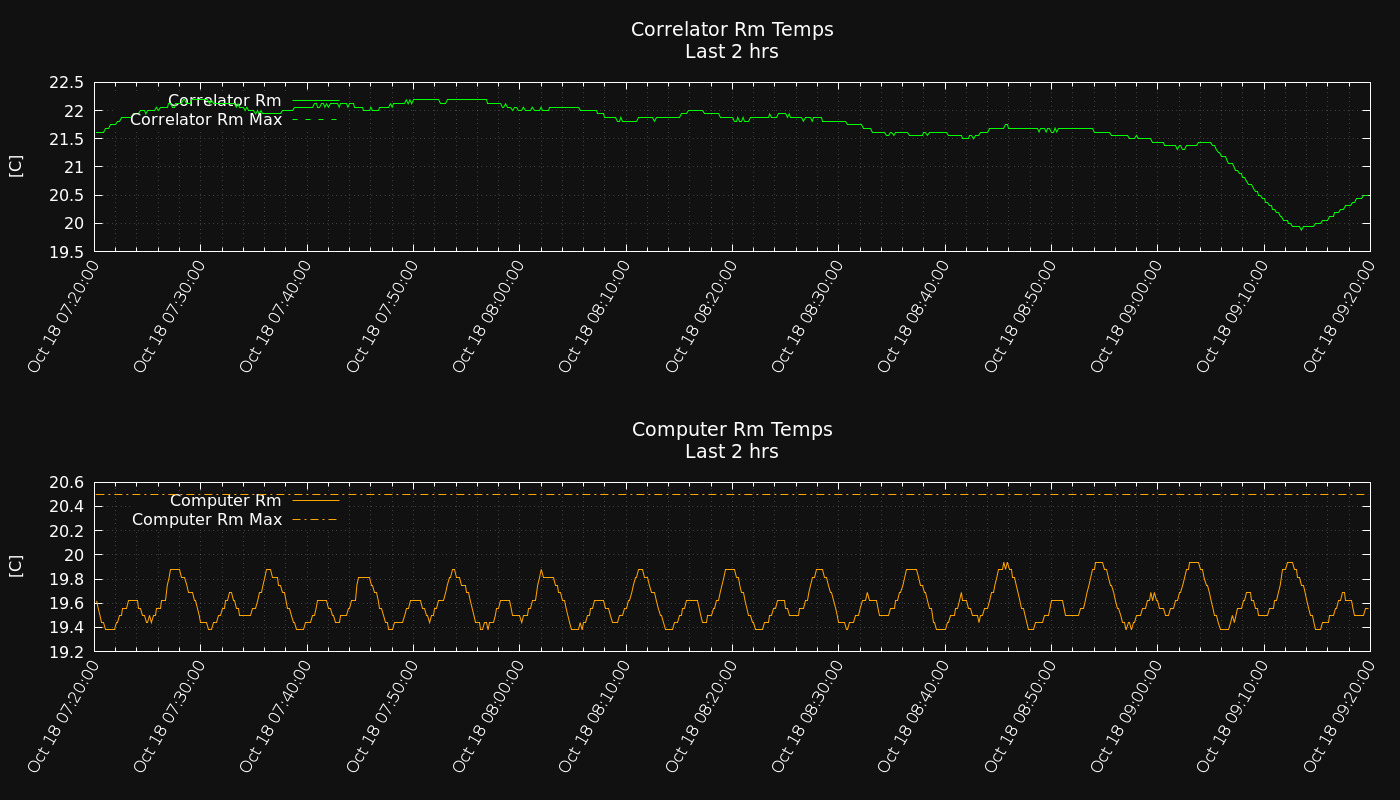 Correlator Rm Temps
Last 2 hrs
22.5
22
21.5
21
20.5
20
19.5
[C]
Correlator Rm
Correlator Rm Max
Oct 18 07:20:00
Oct 18 07:30:00
Oct 18 07:40:00
Oct 18 07:50:00
Oct 18 08:00:00
Oct 18 08:10:00
Oct 18 08:20:00
Oct 18 08:30:00
Oct 18 08:40:00
Oct 18 08:50:00
Oct 18 09:00:00
Oct 18 09:10:00
Oct 18 09:20:00
Computer Rm Temps
Last 2 hrs
20.6
20.4
20.2
20
19.8
19.6
19.4
19.2
[C]
Computer Rm
Computer Rm Max
Oct 18 07:20:00
Oct 18 07:30:00
Oct 18 07:40:00
Oct 18 07:50:00
Oct 18 08:00:00
Oct 18 08:10:00
Oct 18 08:20:00
Oct 18 08:30:00
Oct 18 08:40:00
Oct 18 08:50:00
Oct 18 09:00:00
Oct 18 09:10:00
Oct 18 09:20:00